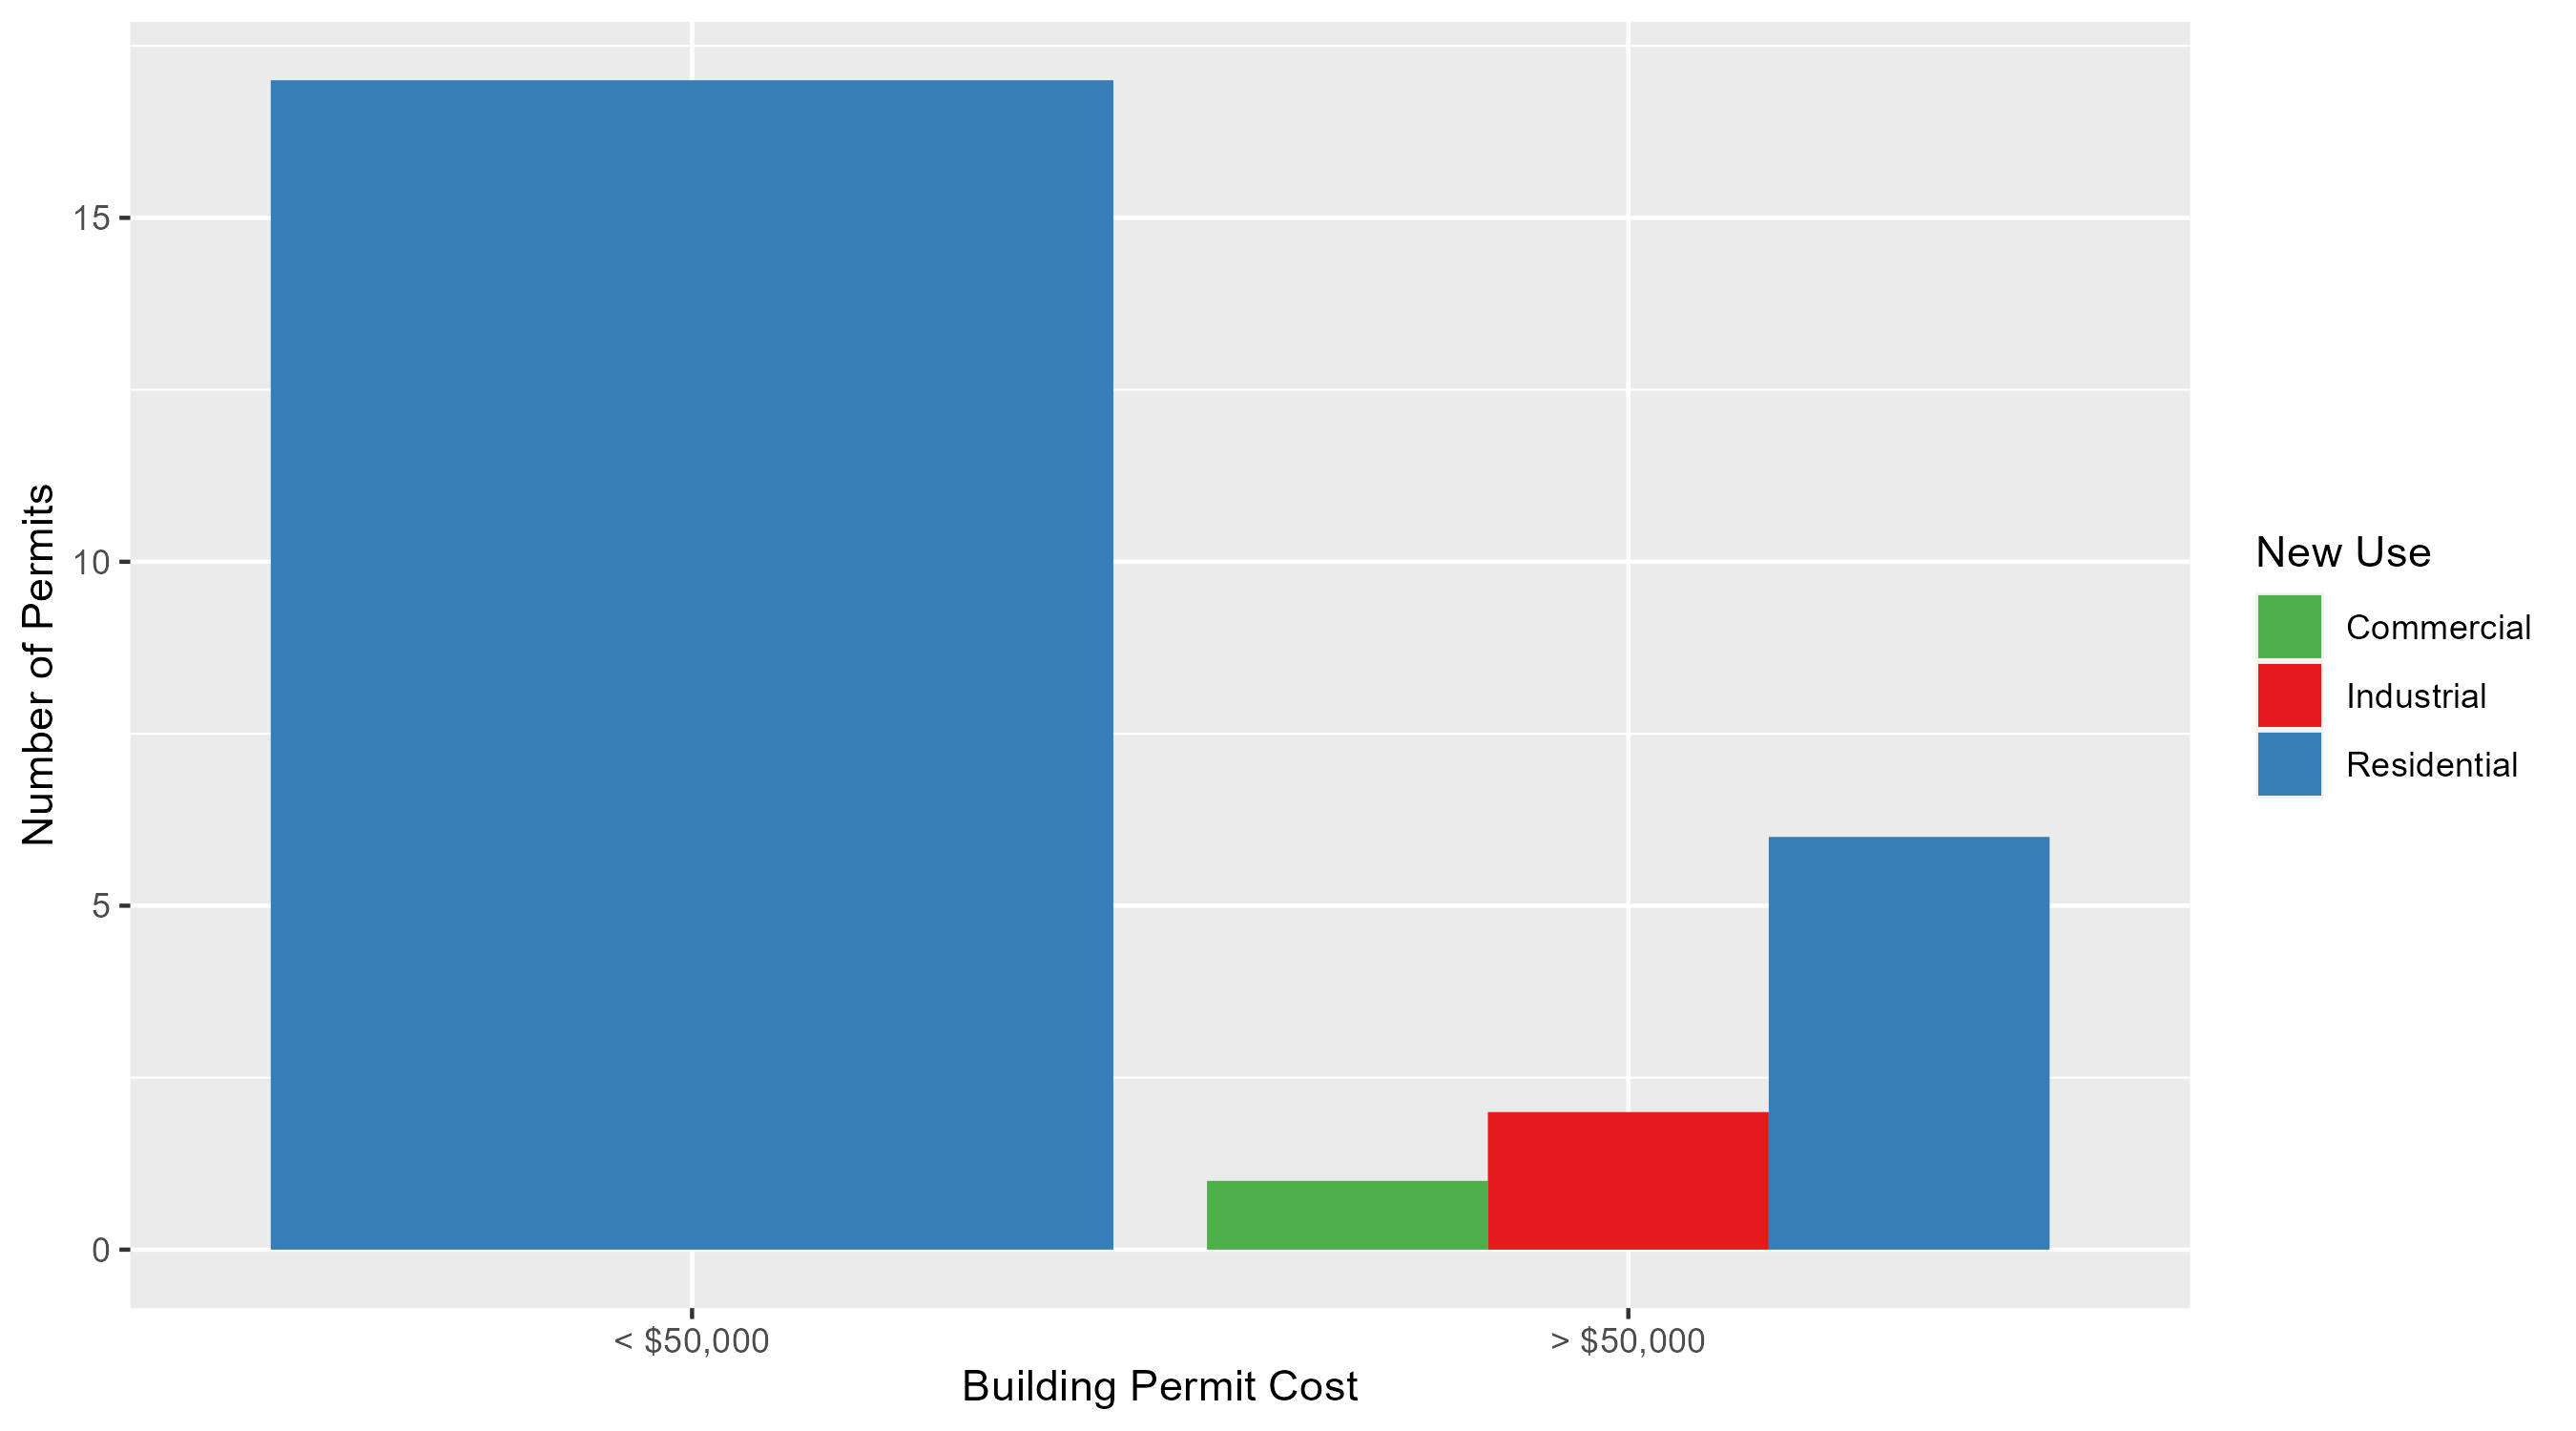 Number of Permits
15
10
5
0
< $50,000
> $50,000
Building Permit Cost
New Use
Commercial
Industrial
Residential